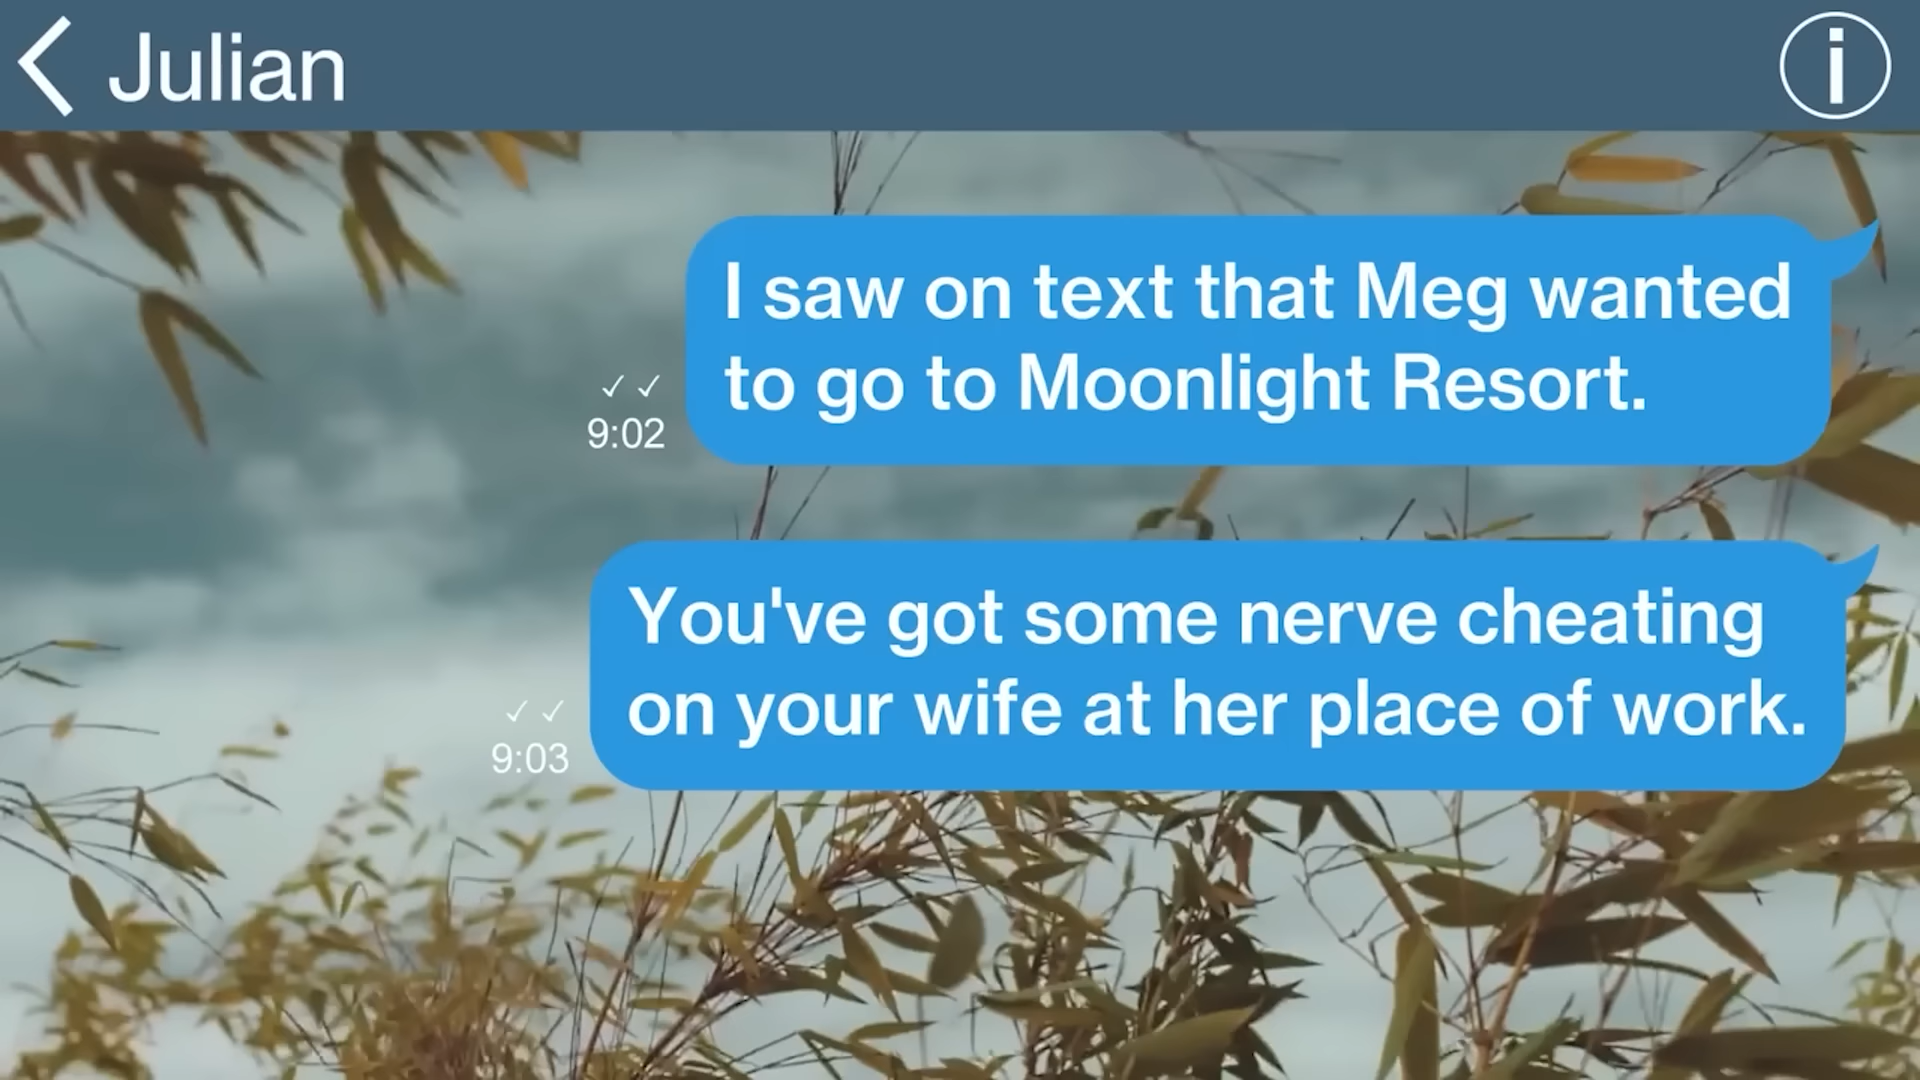 Julian
i
I saw on text that Meg wanted
to go to Moonlight Resort.
9:02
You've got some nerve cheating
on your wife at her place of work.
9:03